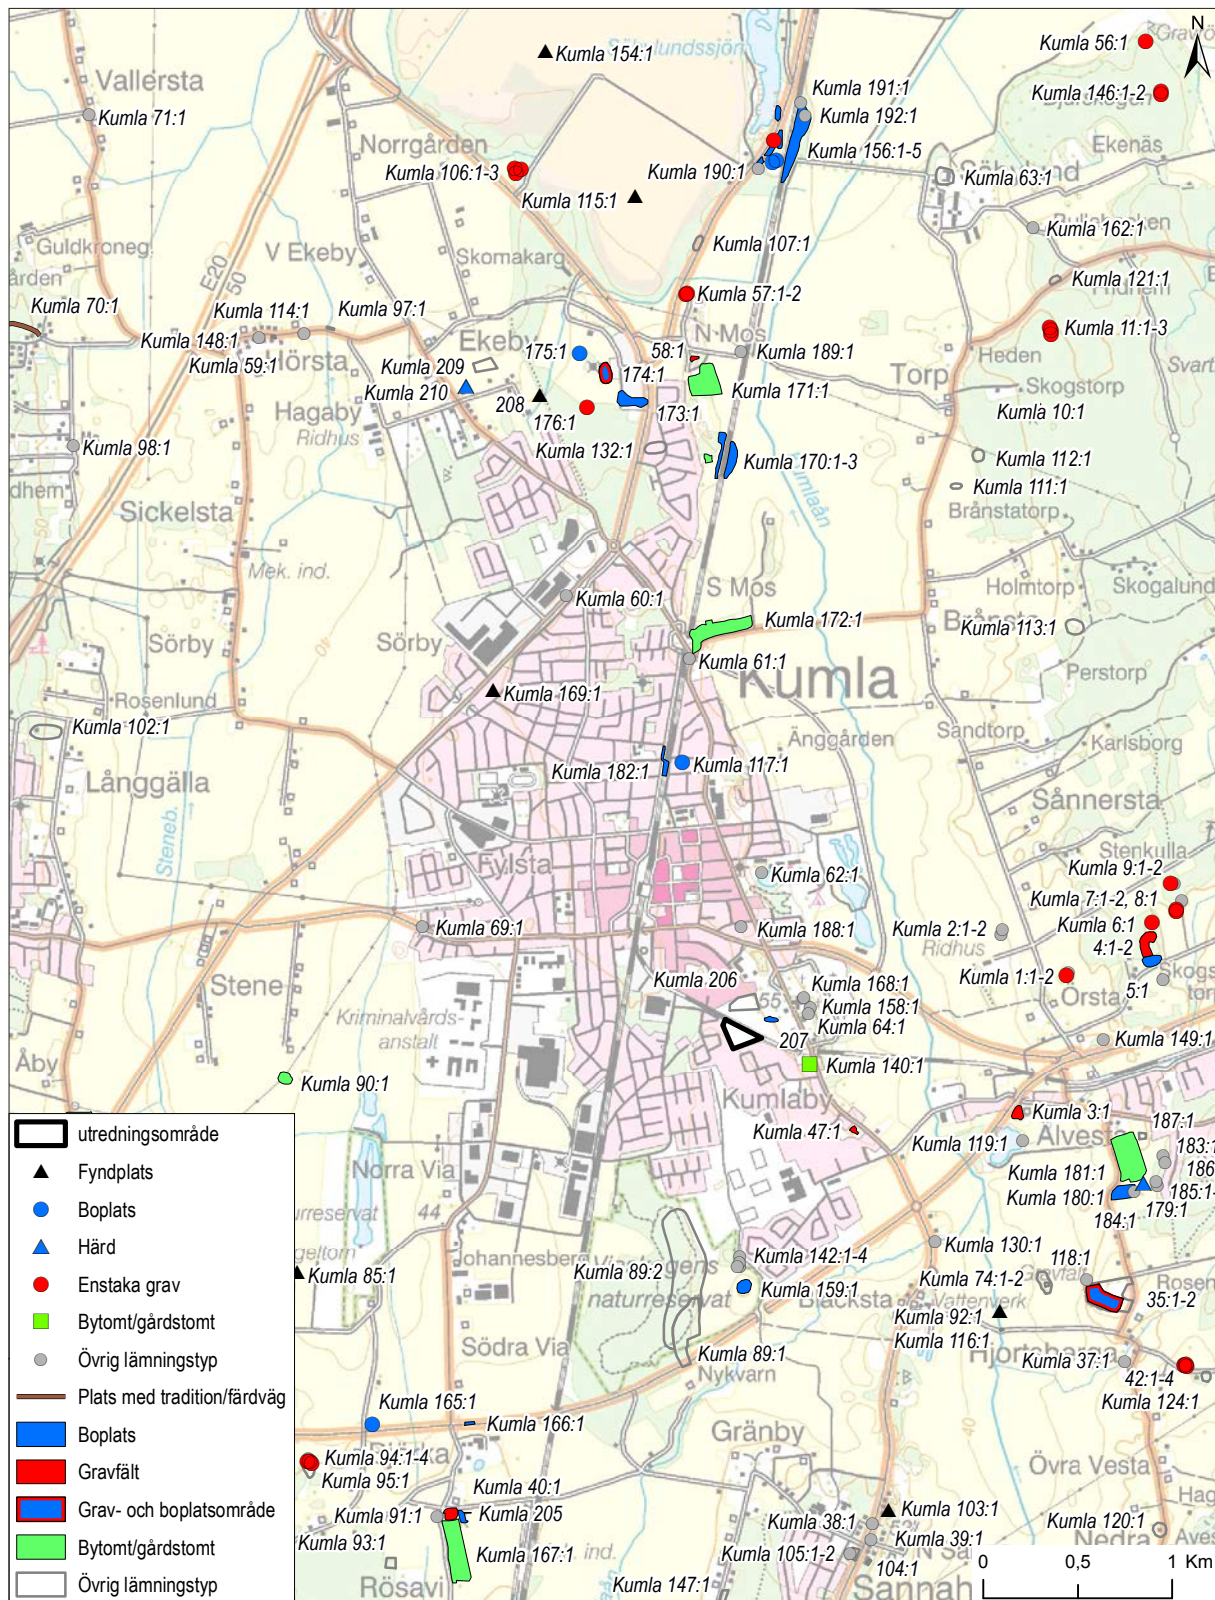 Vallersta
Kumla 71:1
Kumla 154:1
Kumla 56:1
N
Kumla 146:1-2
Djurskogen
Ekenäs
Norrgården
Kumla 106:1-3
Kumla 115:1
Kumla 190:1
Kumla 191:1
Kumla 192:1
Kumla 156:1-5
Kumla 63:1
Kumla 162:1
Guldkroneg.
V Ekeby
Skomakarg
Kumla 107:1
Kumla 121:1
E20
50
Kumla 70:1
Kumla 114:1
Kumla 97:1
Kumla 57:1-2
Kumla 11:1-3
Kumla 148:1
Kumla 59:1
Hörsta
Ekeby
175:1
N Mos
58:1
Kumla 189:1
Heden
Svart
Kumla 209
Kumla 210
174:1
Kumla 171:1
Torp
Skogstorp
Hagaby
Ridhus
208
176:1
173:1
Kumla 10:1
Kumla 98:1
Kumla 132:1
Kumla 170:1-3
Kumla 112:1
Kumla 111:1
Brånstatorp
Kumlaån
Sickelsta
Mek. ind.
Holmtorp
Skogalund
Kumla 60:1
S Mos
Kumla 172:1
Kumla 113:1
Sörby
Sörby
Kumla 61:1
Kumla
Perstorp
Rosenlund
Kumla 169:1
Kumla 102:1
Änggården
Sandtorp
Karlsborg
Långgälla
Kumla 182:1
Kumla 117:1
Sånnersta
Steneb.
Stenkulla
Fylsta
Kumla 62:1
Kumla 9:1-2
Kumla 7:1-2, 8:1
Kumla 69:1
Kumla 188:1
Kumla 2:1-2
Ridhus
Kumla 6:1
4:1-2
Stene
Kumla 206
55
Kumla 168:1
Kumla 158:1
Kumla 64:1
Kumla 1:1-2
Örsta
5:1
Kriminalvårds-
anstalt
207
Kumla 149:1
Åby
Kumla 90:1
Kumla 140:1
Kumlaby
Kumla 3:1
187:1
Kumla 47:1
Kumla 119:1
Älvesta
183:1
186
Norra Via
44
Kumla 181:1
Kumla 180:1
185:1-
179:1
184:1
Johannesberg
Kumla 142:1-4
Kumla 130:1
118:1
Kumla 85:1
Kumla 89:2
naturreservat
Kumla 159:1
Blacksta
Kumla 74:1-2
Vattenverk
Gravfält
Rosen
35:1-2
Kumla 92:1
Kumla 116:1
Södra Via
Kumla 89:1
Nykvarn
Hjortsberga
Kumla 37:1
42:1-4
Kumla 124:1
Kumla 165:1
Kumla 166:1
Gränby
Kumla 94:1-4
Kumla 95:1
Övra Vesta
Kumla 40:1
Kumla 91:1
Kumla 205
Kumla 103:1
Kumla 38:1
Kumla 120:1
Nedra
Kumla 93:1
Kumla 39:1
Kumla 167:1
ind.
Kumla 105:1-2
104:1
Kumla 147:1
Sannah
40
utredningsområde
Fyndplats
Boplats
Härd
Enstaka grav
Bytomt/gårdstomt
Övrig lämningstyp
Plats med tradition/färdväg
Boplats
Gravfält
Grav- och boplatsområde
Bytomt/gårdstomt
Övrig lämningstyp
0 0,5 1 Km